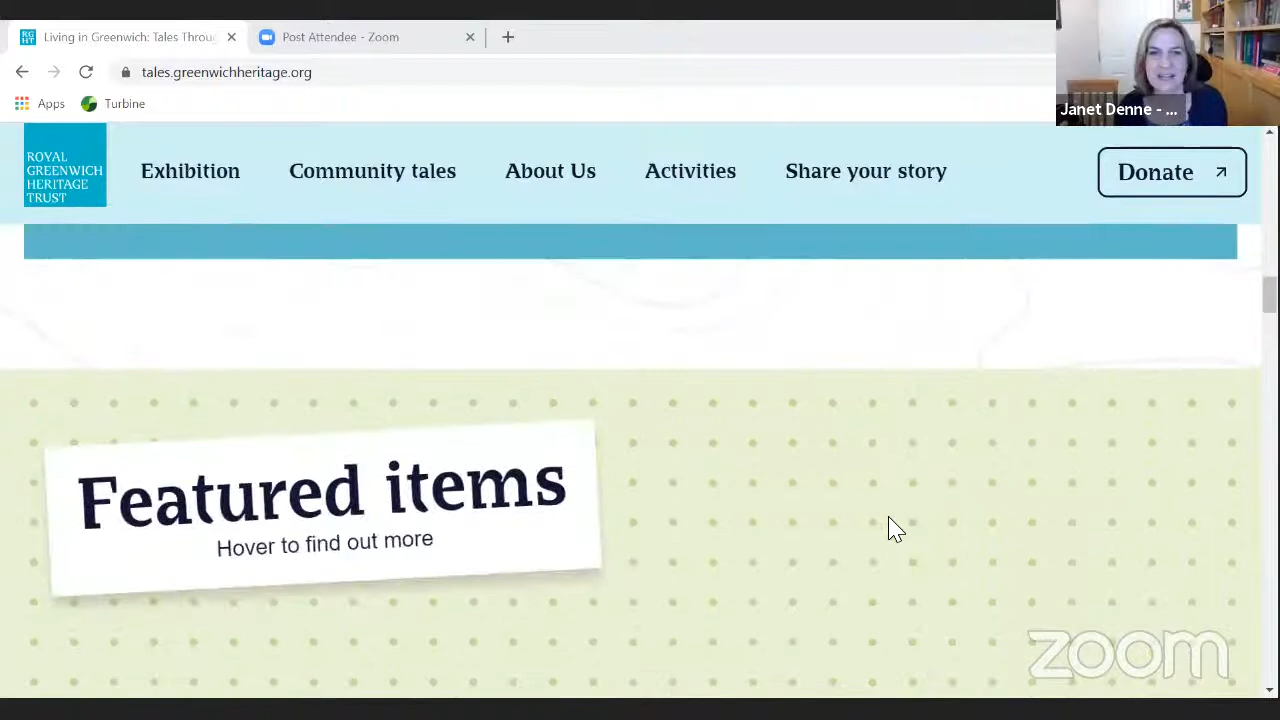 Living in Greenwich: Tales Throu
Post Attendee - Zoom
tales.greenwichheritage.org
Apps
Turbine
Janet Denne - ...
ROYAL
GREENWICH
HERITAGE
TRUST
Exhibition
Community tales
About Us
Activities
Share your story
Donate
Featured items
Hover to find out more
zoom